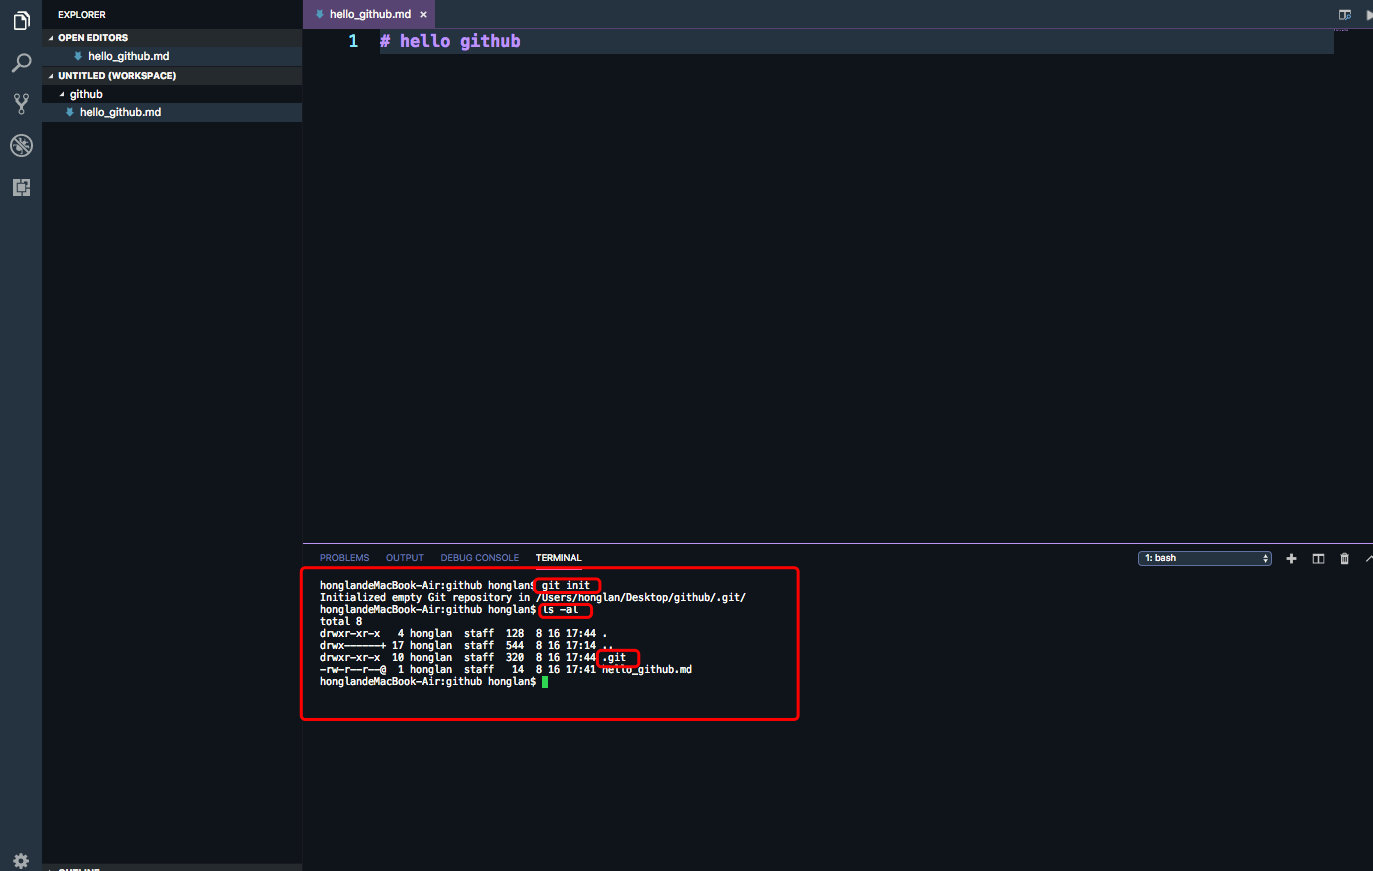 EXPLORER
OPEN EDITORS
hello_github.md
UNTITLED (WORKSPACE)
github
hello_github.md
hello_github.md ×
1 # hello github
PROBLEMS OUTPUT DEBUG CONSOLE TERMINAL
1: bash
honglandeMacBook-Air:github honglan$ git init
Initialized empty Git repository in /Users/honglan/Desktop/github/.git/
honglandeMacBook-Air:github honglan$ ls -al
total 8
drwxr-xr-x 4 honglan staff 128 8 16 17:44 .
drwx------+ 17 honglan staff 544 8 16 17:14 ..
drwxr-xr-x 10 honglan staff 320 8 16 17:44 .git
-rw-r--r--@ 1 honglan staff 14 8 16 17:41 hello_github.md
honglandeMacBook-Air:github honglan$
OUTLINE